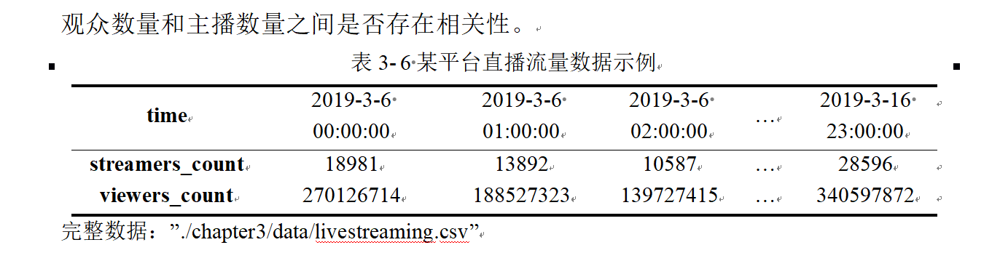 观众数量和主播数量之间是否存在相关性。
表 3- 6 某平台直播流量数据示例
time 2019-3-6 00:00:00 2019-3-6 01:00:00 2019-3-6 02:00:00 … 2019-3-16 23:00:00
streamers_count 18981 13892 10587 … 28596
viewers_count 270126714 188527323 139727415 … 340597872
完整数据：”./chapter3/data/livestreaming.csv”